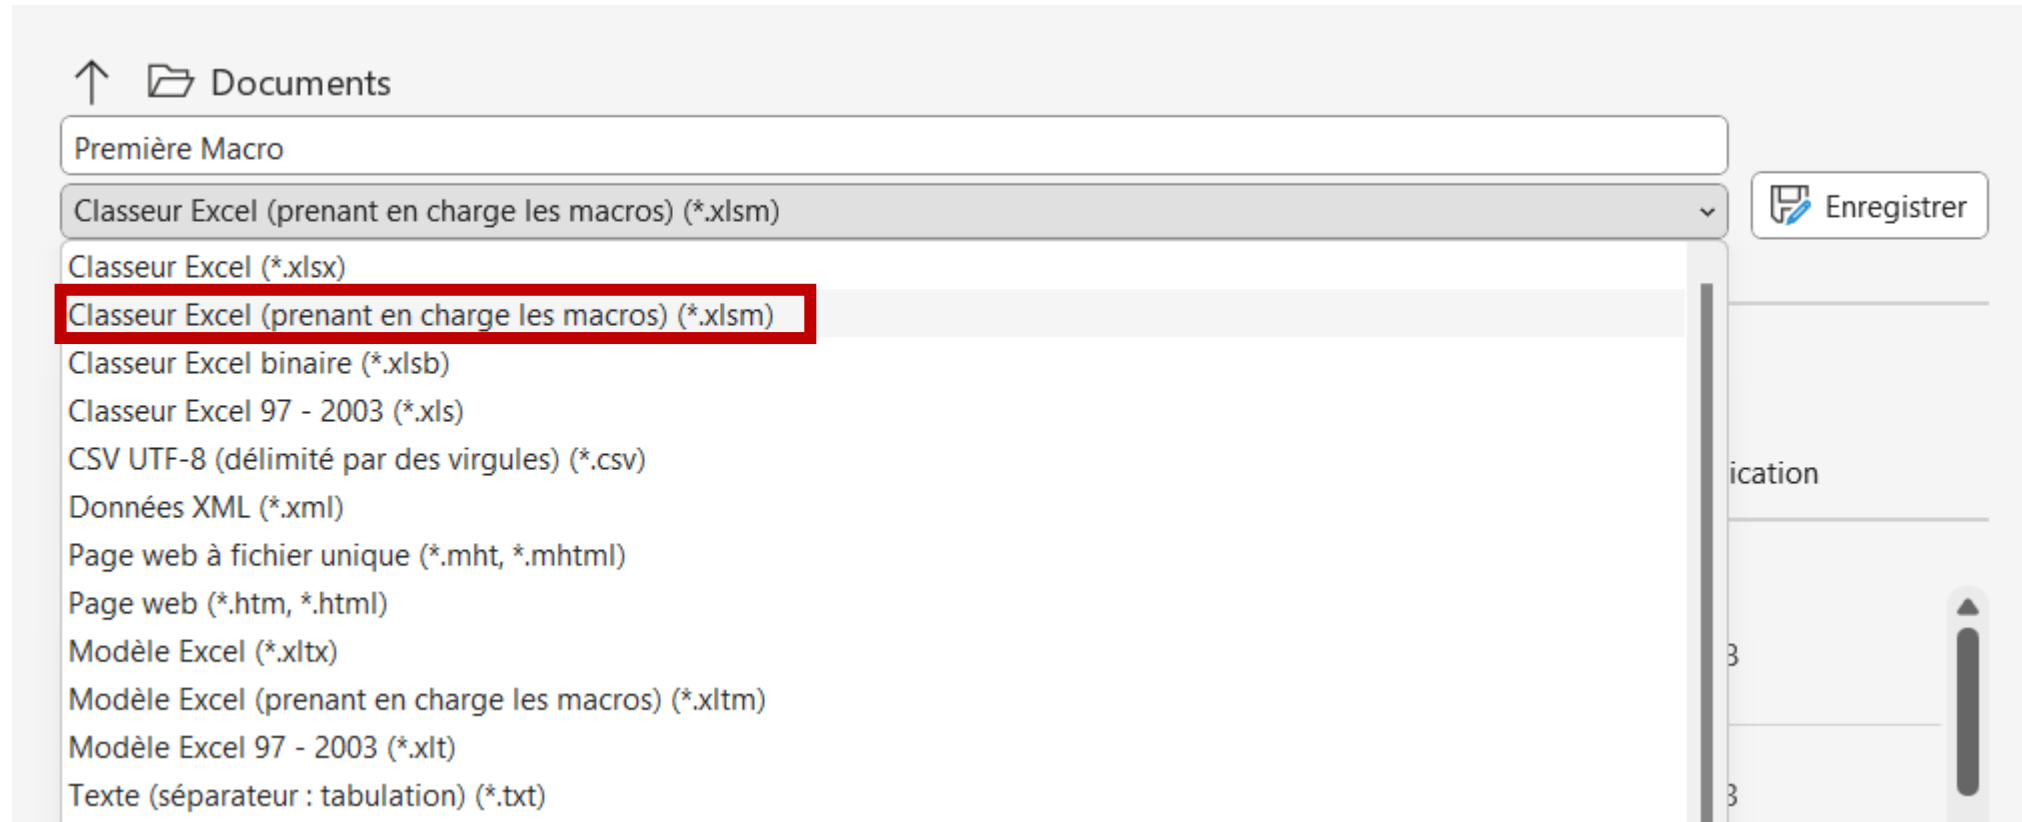 Documents
Première Macro
Classeur Excel (prenant en charge les macros) (*.xlsm)
Enregistrer
Classeur Excel (*.xlsx)
Classeur Excel (prenant en charge les macros) (*.xlsm)
Classeur Excel binaire (*.xlsb)
Classeur Excel 97 - 2003 (*.xls)
CSV UTF-8 (délimité par des virgules) (*.csv)
ication
Données XML (*.xml)
Page web à fichier unique (*.mht, *.mhtml)
Page web (*.htm, *.html)
Modèle Excel (*.xltx)
Modèle Excel (prenant en charge les macros) (*.xltm)
Modèle Excel 97 - 2003 (*.xlt)
Texte (séparateur : tabulation) (*.txt)